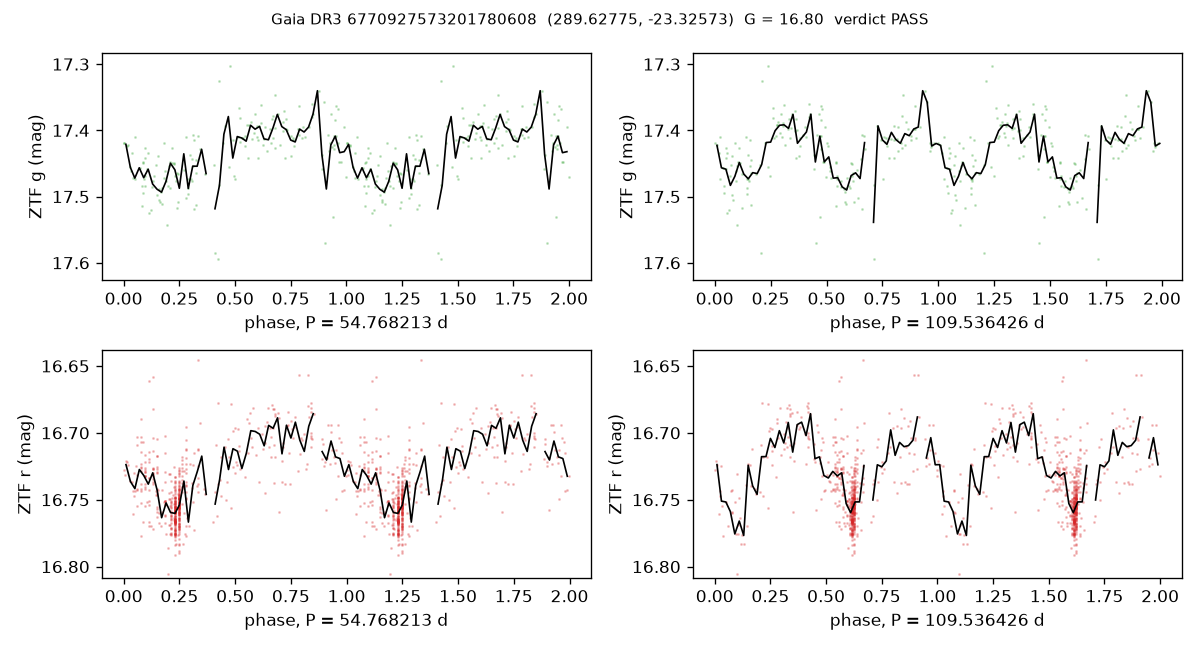 Gaia DR3 6770927573201780608 (289.62775, -23.32573) G = 16.80 verdict PASS
ZTF g (mag)
17.3
17.4
17.5
17.6
0.00 0.25 0.50 0.75 1.00 1.25 1.50 1.75 2.00
phase, P = 54.768213 d
ZTF g (mag)
17.3
17.4
17.5
17.6
0.00 0.25 0.50 0.75 1.00 1.25 1.50 1.75 2.00
phase, P = 109.536426 d
ZTF r (mag)
16.65
16.70
16.75
16.80
0.00 0.25 0.50 0.75 1.00 1.25 1.50 1.75 2.00
phase, P = 54.768213 d
ZTF r (mag)
16.65
16.70
16.75
16.80
0.00 0.25 0.50 0.75 1.00 1.25 1.50 1.75 2.00
phase, P = 109.536426 d